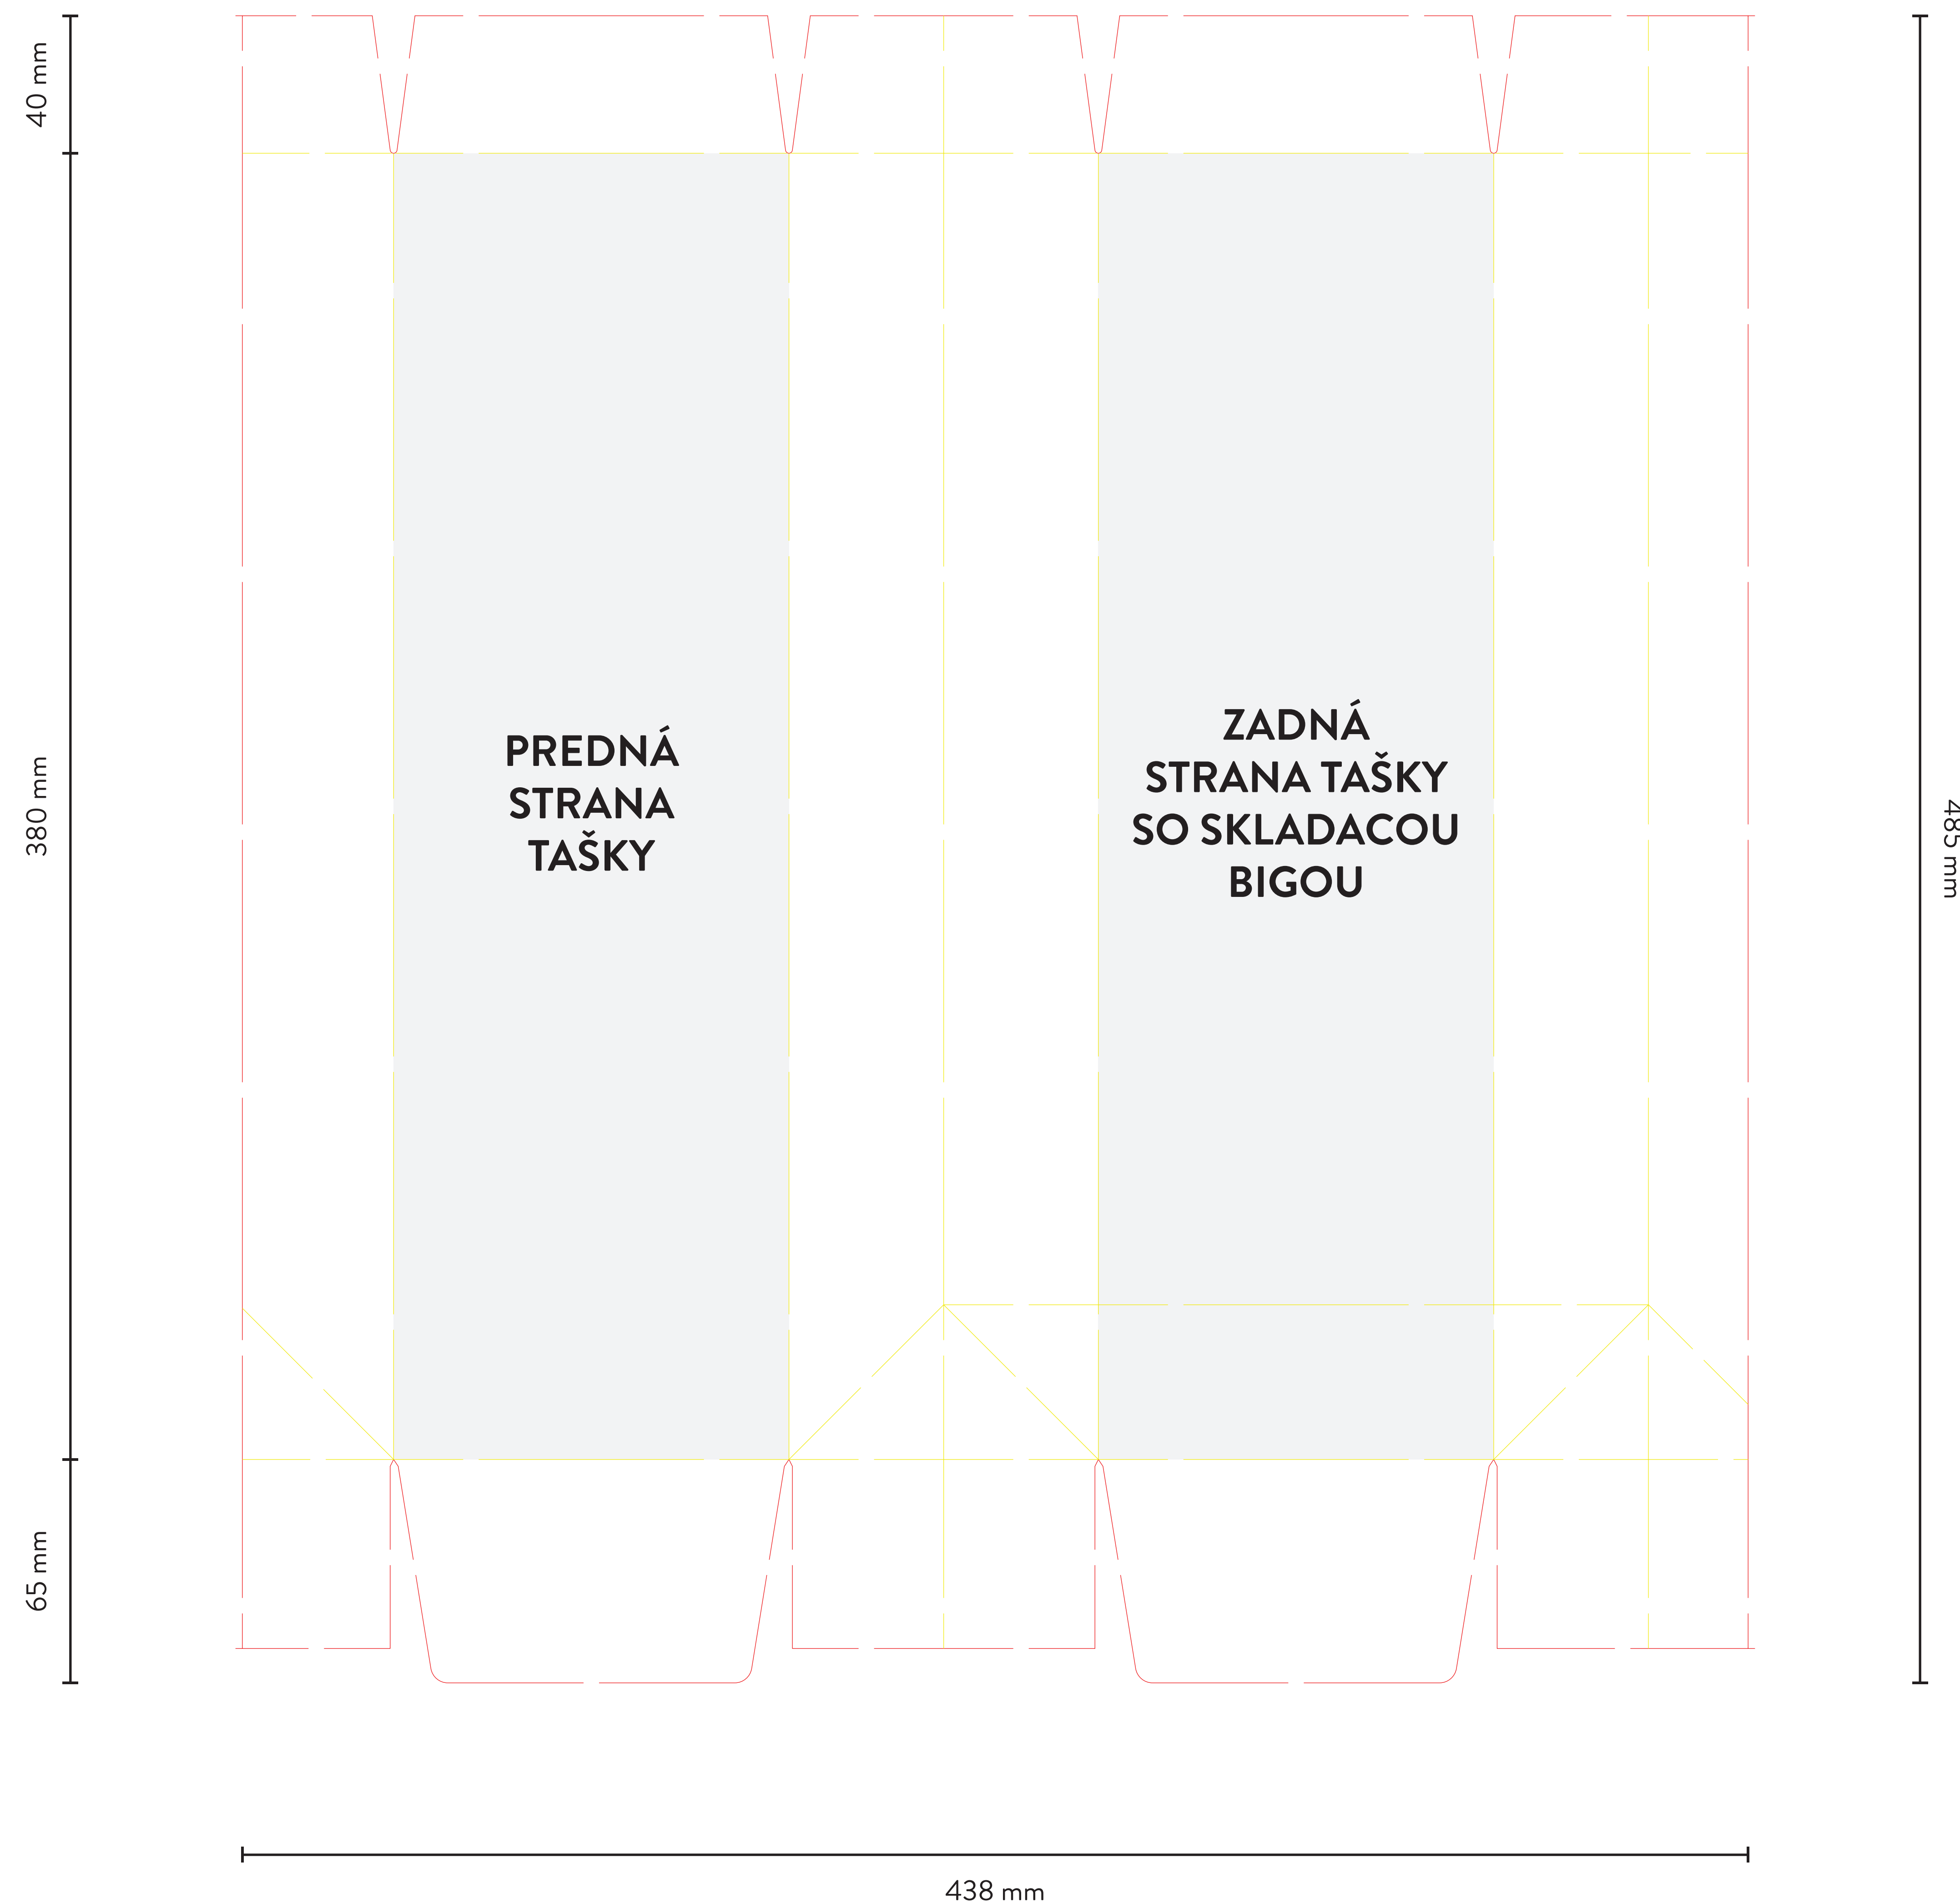 40 mm
380 mm
65 mm
PREDNÁ
STRANA
TAŠKY
ZADNÁ
STRANA TAŠKY
SO SKLADACOU
BIGOU
485 mm
438 mm